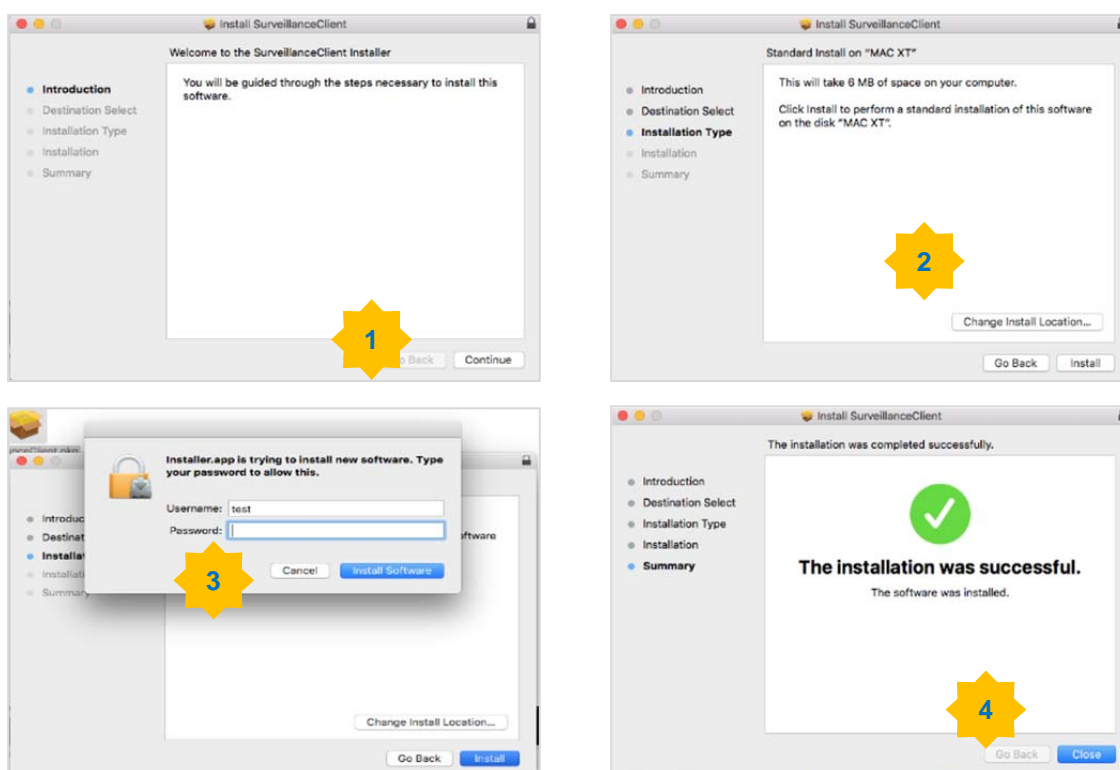 Install SurveillanceClient
Welcome to the SurveillanceClient Installer
Introduction
Destination Select
Installation Type
Installation
Summary
You will be guided through the steps necessary to install this
software.
1
Back
Continue
Install SurveillanceClient
Standard Install on "MAC XT"
Introduction
Destination Select
Installation Type
Installation
Summary
This will take 6 MB of space on your computer.
Click Install to perform a standard installation of this software
on the disk "MAC XT".
2
Change Install Location...
Go Back
Install
Installer.app is trying to install new software. Type
your password to allow this.
Username: test
Password:
Cancel
Install Software
3
Change Install Location...
Go Back
Install
Install SurveillanceClient
The installation was completed successfully.
Introduction
Destination Select
Installation Type
Installation
Summary
The installation was successful.
The software was installed.
4
Go Back
Close